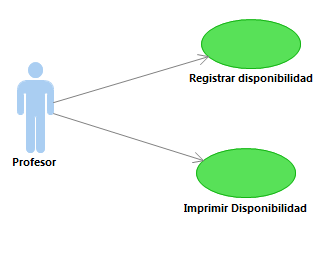 Registrar disponibilidad
Profesor
Imprimir Disponibilidad